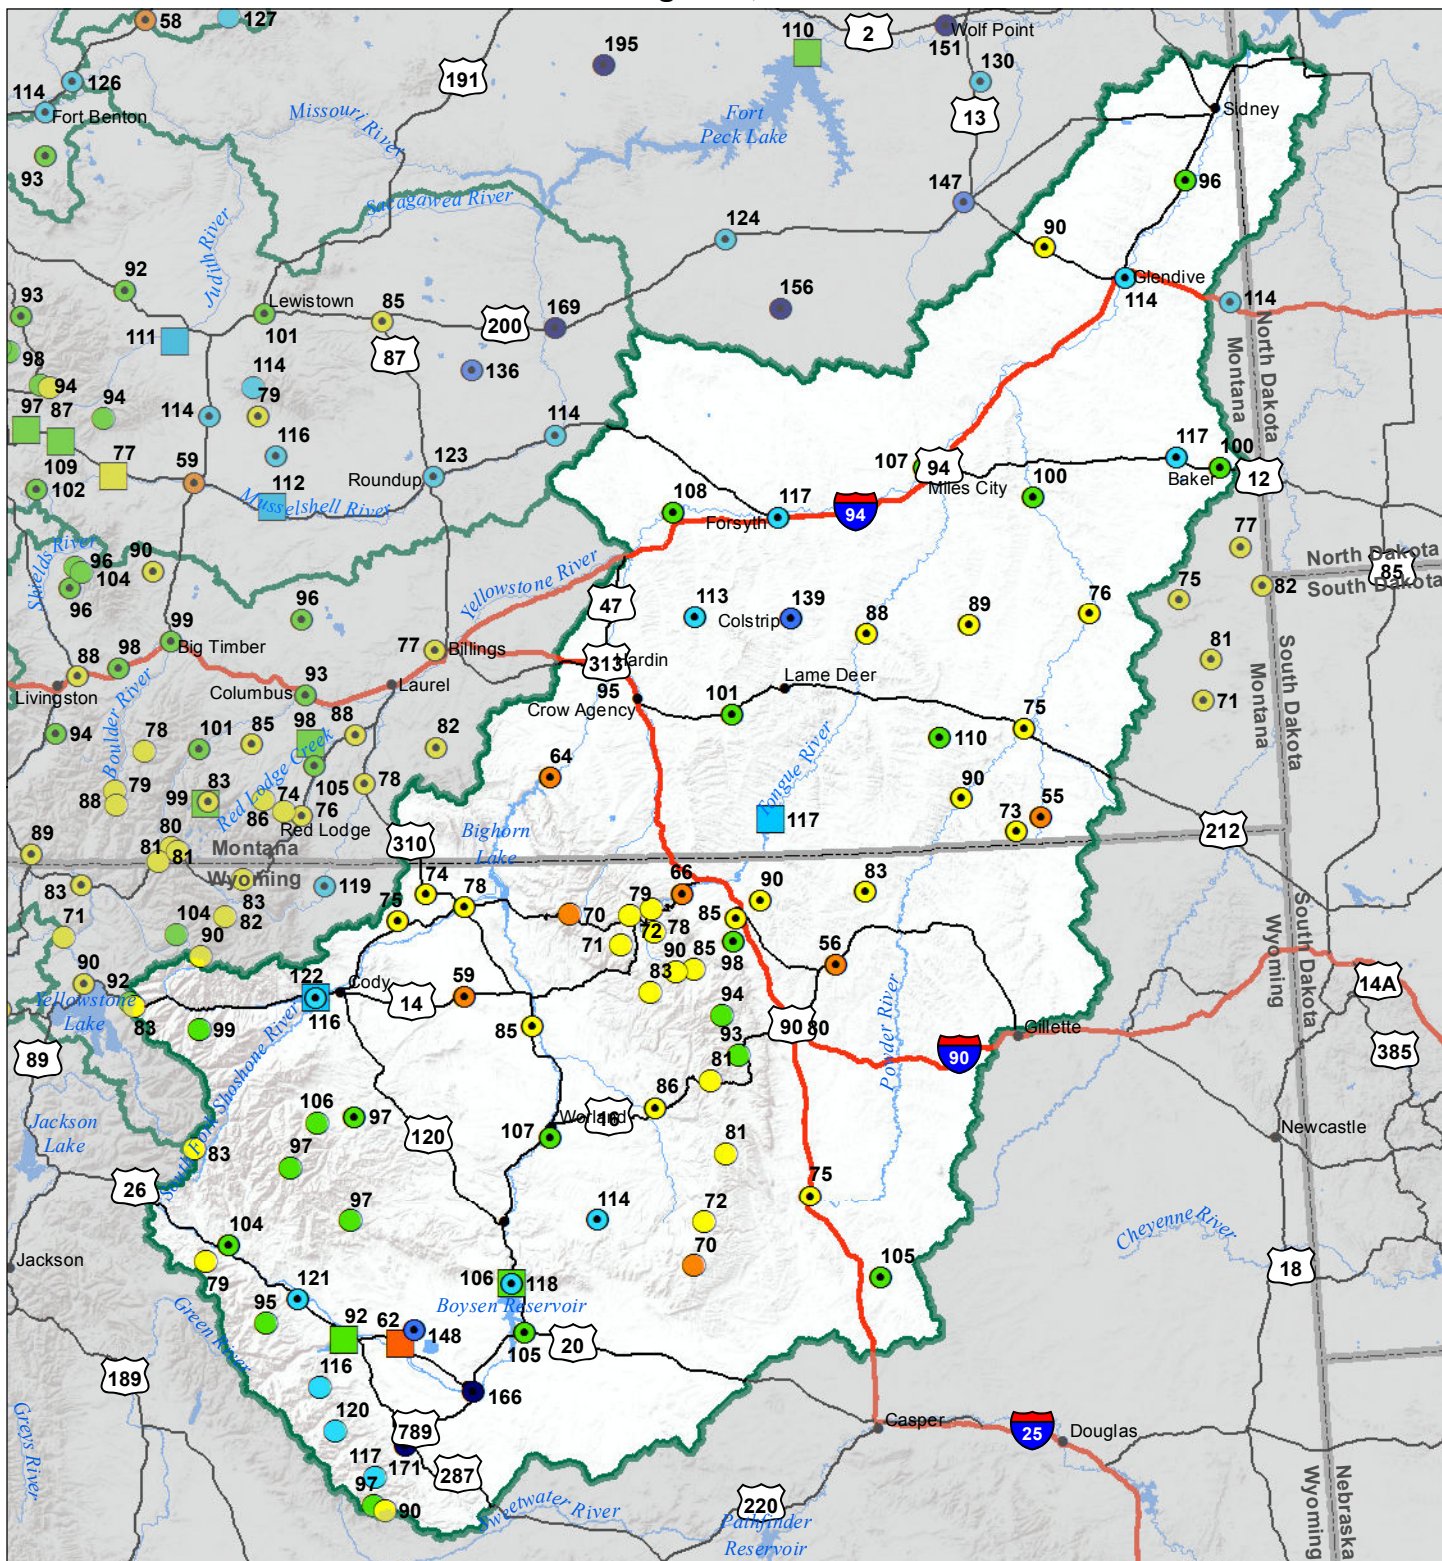 58
127
195
110
2
151
Wolf Point
191
126
130
114
Fort Benton
Missouri River
Fort
Peck Lake
13
Sidney
93
147
96
Sacagawea River
Judith River
124
90
92
Glendive
114
114
93
Lewistown
85
156
101
200
169
111
87
98
136
North Dakota
Montana
94
114
79
97
87
94
114
114
116
117
100
107
94
12
109
77
59
123
Roundup
Miles City
100
Baker
102
112
108
117
94
Musselshell River
Forsyth
77
Shields River
96
90
104
Yellowstone River
North Dakota
85
South Dakota
96
75
82
96
47
113
139
76
88
89
99
Colstrip
Big Timber
77
Billings
81
88
98
313
Hardin
South Dakota
Montana
Livingston
93
Columbus
Laurel
Lame Deer
95
101
71
Crow Agency
94
Boulder River
78
101
85
98
88
82
75
110
Tongue River
Red Lodge Creek
64
105
78
79
88
99
83
74
76
90
55
86
Red Lodge
117
73
212
89
80
81
81
Montana
Wyoming
310
Bighorn
Lake
83
119
74
78
66
90
83
83
82
75
70
79
85
71
104
72
78
71
98
56
South Dakota
Wyoming
90
90
85
90
92
122
83
Yellowstone
Lake
Cody
59
14A
83
116
14
94
99
85
93
90
80
Gillette
89
90
385
South Fork Shoshone River
81
Powder River
86
106
97
Worland
16
Jackson
Lake
120
107
Newcastle
97
81
83
26
75
97
114
72
Cheyenne River
104
Jackson
70
79
105
18
121
106
118
Boysen Reservoir
Green River
95
92
62
148
105
20
189
116
166
Greys River
120
789
Casper
25
Douglas
117
171
287
97
90
Sweetwater River
220
Pathfinder
Reservoir
Nebraska
Wyoming